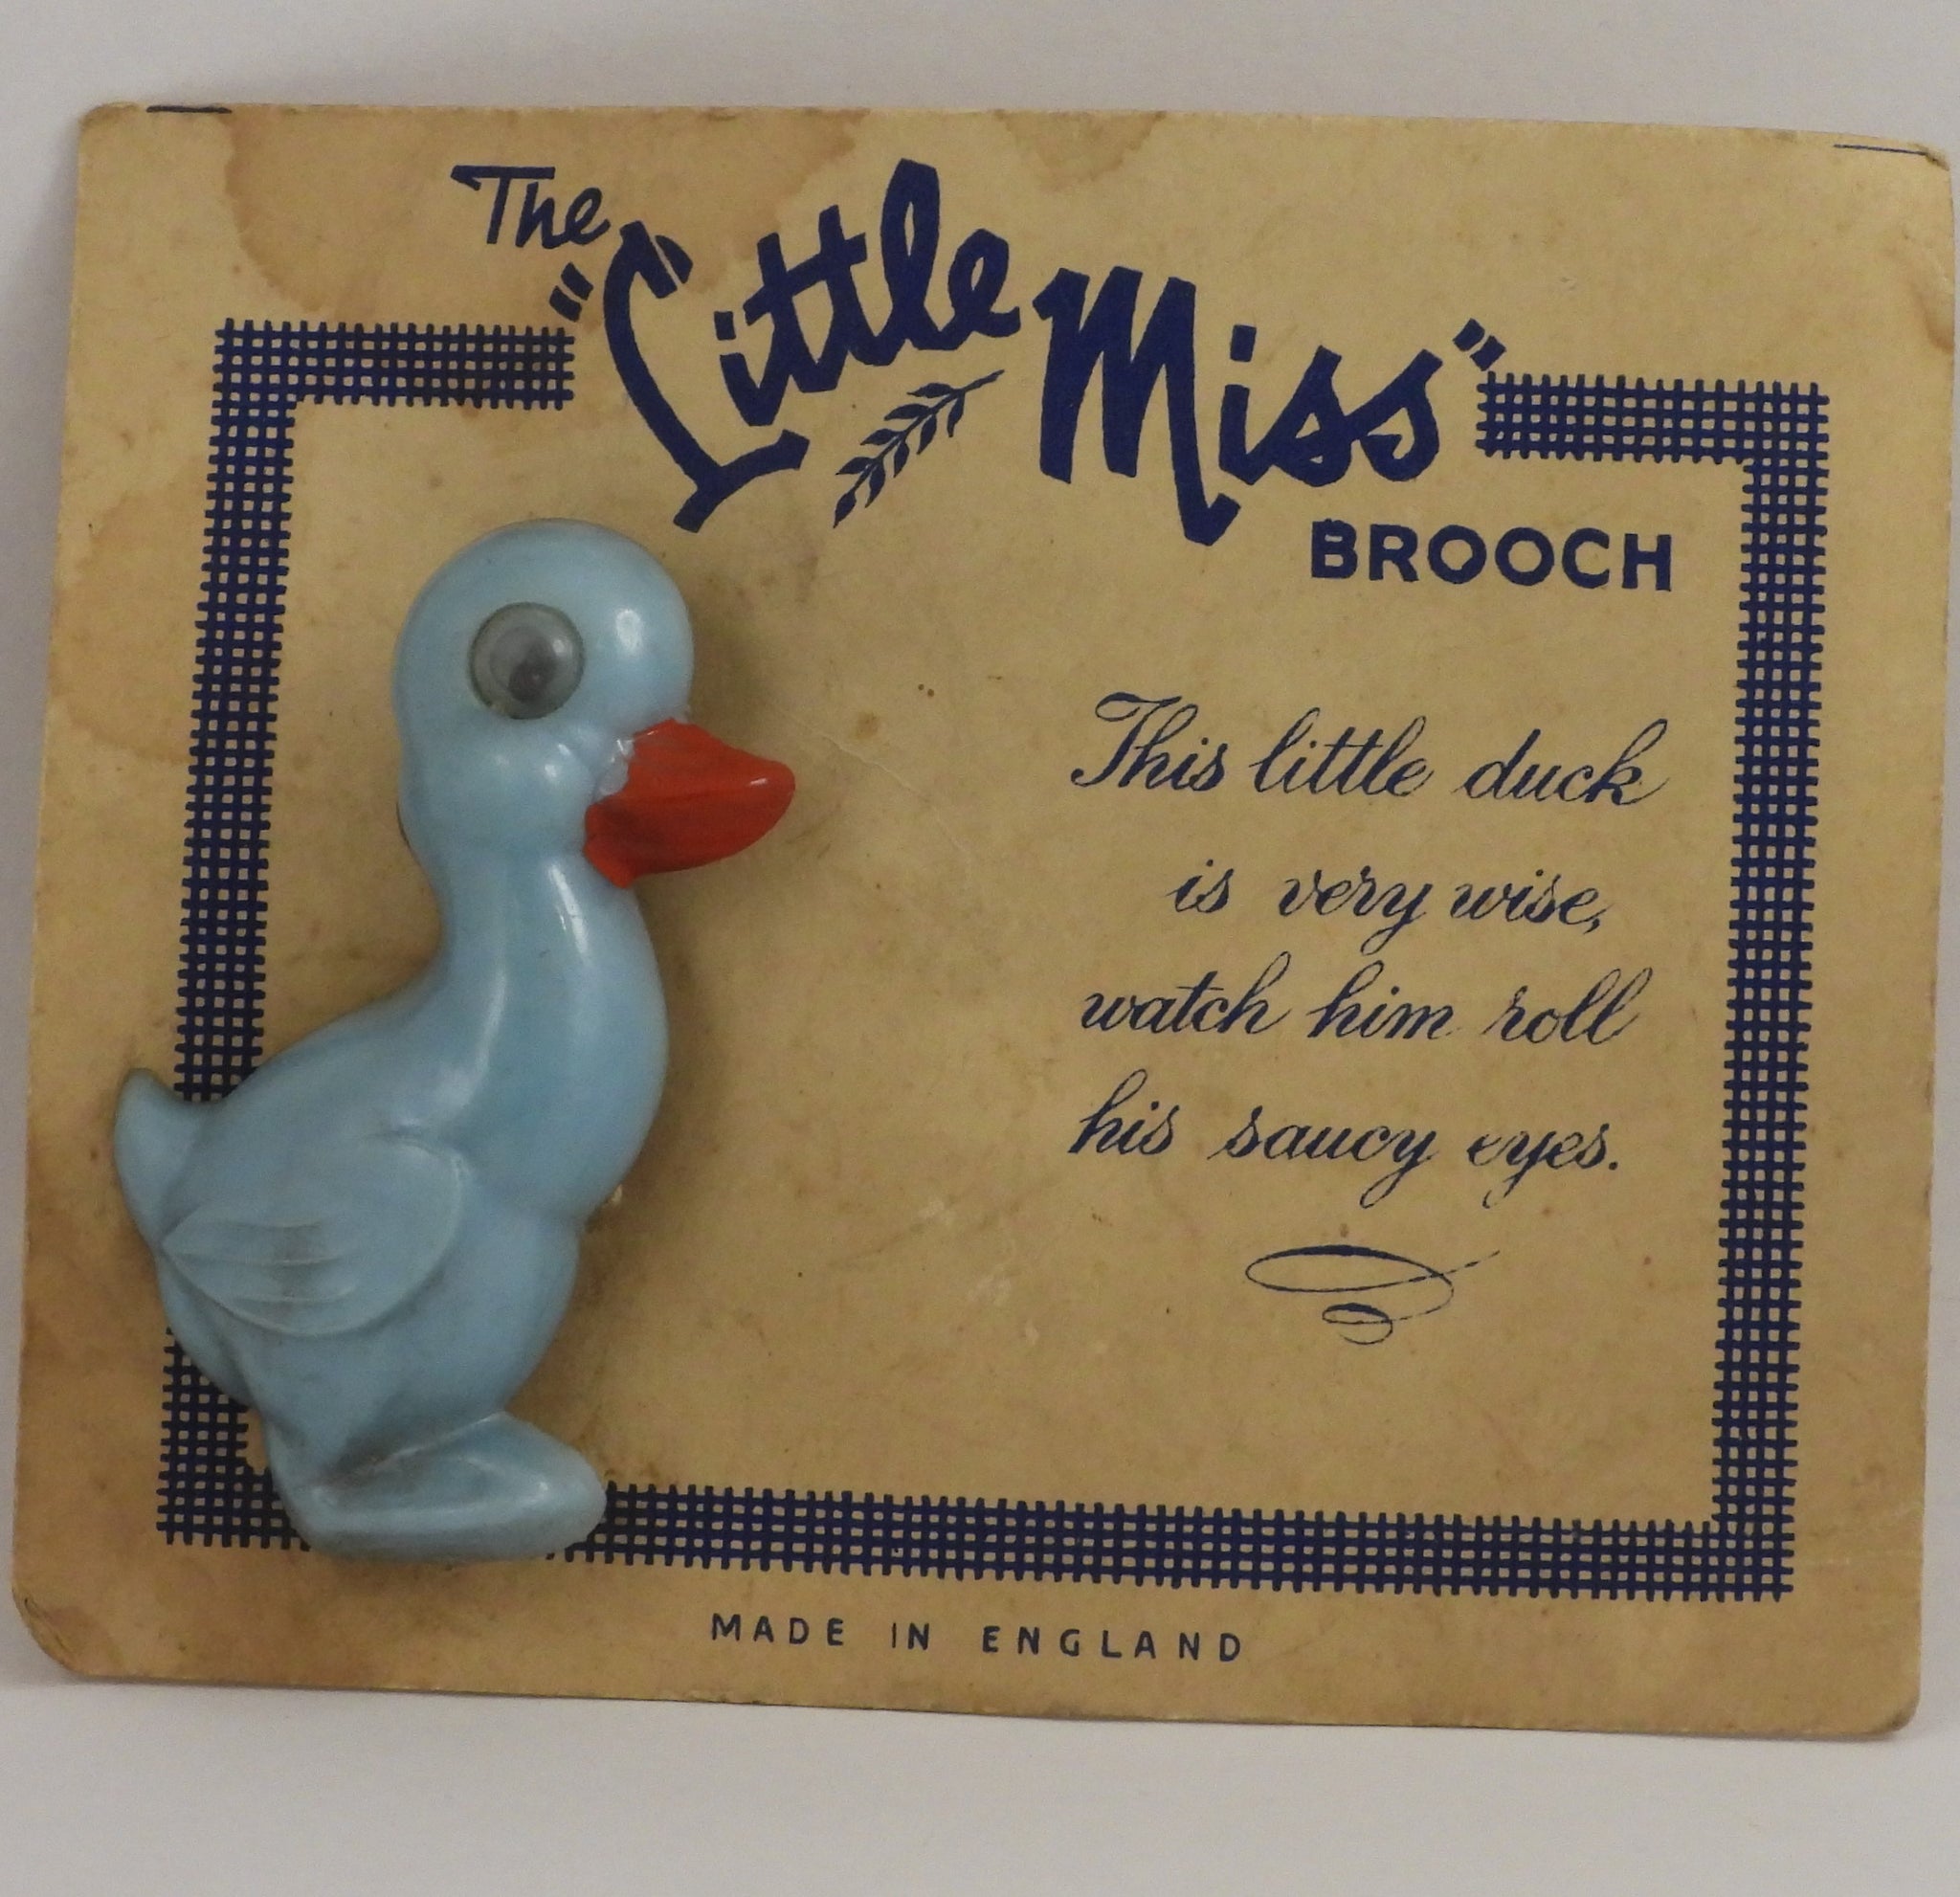 The
"Little Miss"
BROOCH
This little duck
is very wise,
watch him roll
his saucy eyes.
MADE IN ENGLAND